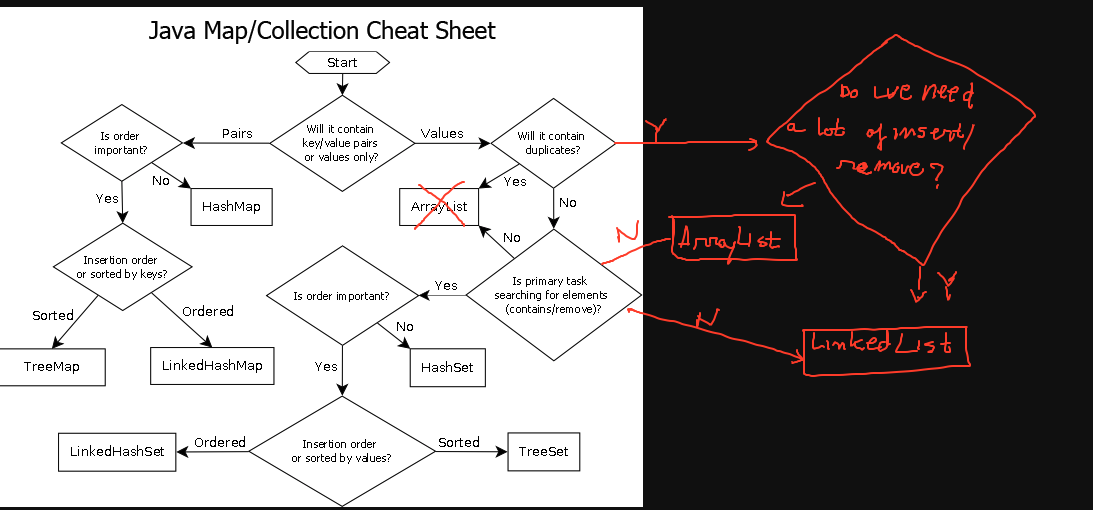 Java Map/Collection Cheat Sheet
Start
Will it contain
key/value pairs
or values only?
Pairs
Values
Is order
important?
No
HashMap
Yes
Insertion order
or sorted by keys?
Sorted
Ordered
TreeMap
LinkedHashMap
Will it contain
duplicates?
Yes
ArrayList
No
No
Is primary task
searching for elements
(contains/remove)?
Yes
Is order important?
No
HashSet
Yes
Insertion order
or sorted by values?
Ordered
LinkedHashSet
Sorted
TreeSet
Y
Do we need
a lot of insert/
remove?
N
ArrayList
Y
N
LinkedList